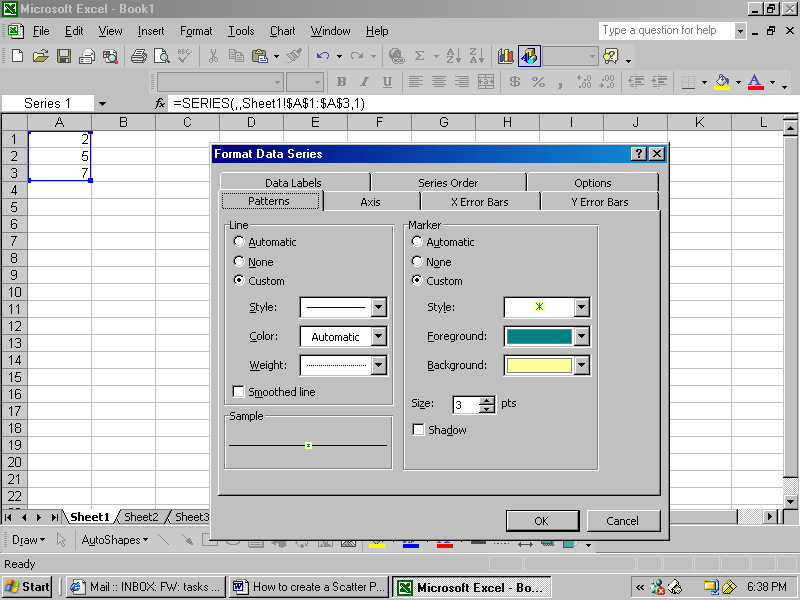 Microsoft Excel - Book1
File Edit View Insert Format Tools Chart Window Help Type a question for help
B I U $ % ,
Series 1 fx =SERIES(,,Sheet1!$A$1:$A$3,1)
A B C D E F G H I J K L
1 2
2 5
3 7
4
5
6
7
8
9
10
11
12
13
14
15
16
17
18
19
20
21
22
Format Data Series
Data Labels Series Order Options
Patterns Axis X Error Bars Y Error Bars
Line
Automatic
None
Custom
Style:
Color: Automatic
Weight:
Smoothed line
Sample
Marker
Automatic
None
Custom
Style:
Foreground:
Background:
Size: 3 pts
Shadow
OK Cancel
Sheet1 Sheet2 Sheet3
Draw AutoShapes
Ready
Start Mail :: INBOX: FW: tasks ... How to create a Scatter P... Microsoft Excel - Bo... « 6:38 PM